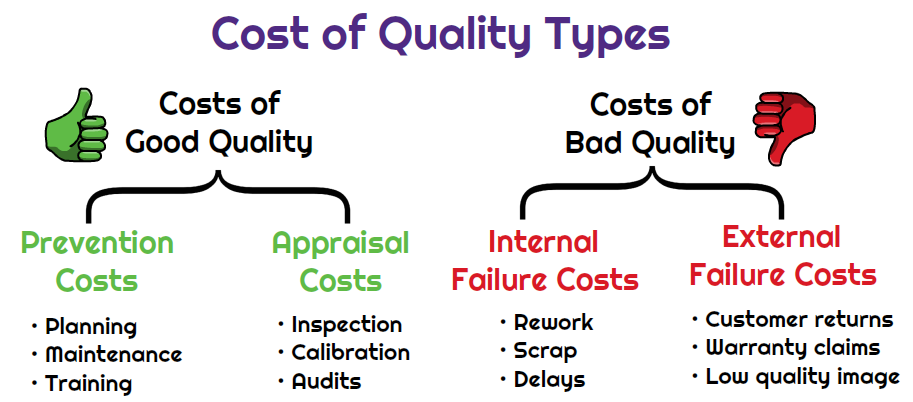 Cost of Quality Types
Costs of
Good Quality
Costs of
Bad Quality
Prevention
Costs
• Planning
• Maintenance
• Training
Appraisal
Costs
• Inspection
• Calibration
• Audits
Internal
Failure Costs
• Rework
• Scrap
• Delays
External
Failure Costs
• Customer returns
• Warranty claims
• Low quality image